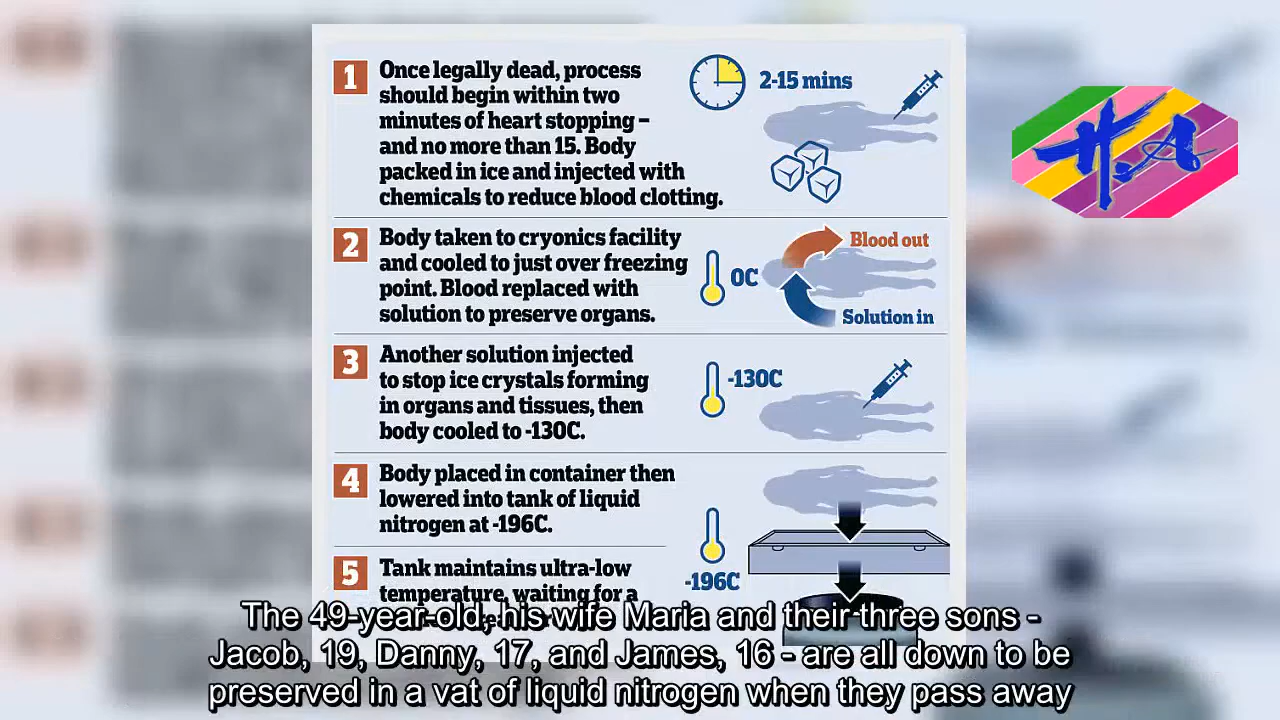 1
Once legally dead, process
should begin within two
minutes of heart stopping –
and no more than 15. Body
packed in ice and injected with
chemicals to reduce blood clotting.
2-15 mins
2
Body taken to cryonics facility
and cooled to just over freezing
point. Blood replaced with
solution to preserve organs.
0C
Blood out
Solution in
3
Another solution injected
to stop ice crystals forming
in organs and tissues, then
body cooled to -130C.
-130C
4
Body placed in container then
lowered into tank of liquid
nitrogen at -196C.
-196C
5
Tank maintains ultra-low
temperature, waiting for a
The 49-year-old, his wife Maria and their three sons -
Jacob, 19, Danny, 17, and James, 16 - are all down to be
preserved in a vat of liquid nitrogen when they pass away
H.A